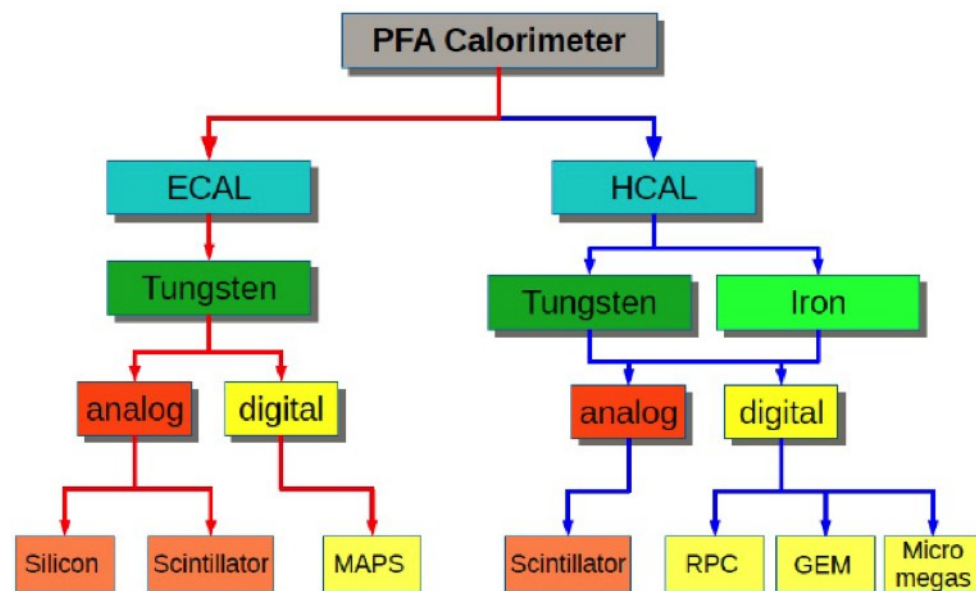 PFA Calorimeter
ECAL
HCAL
Tungsten
Tungsten
Iron
analog
digital
analog
digital
Silicon
Scintillator
MAPS
Scintillator
RPC
GEM
Micro
megas